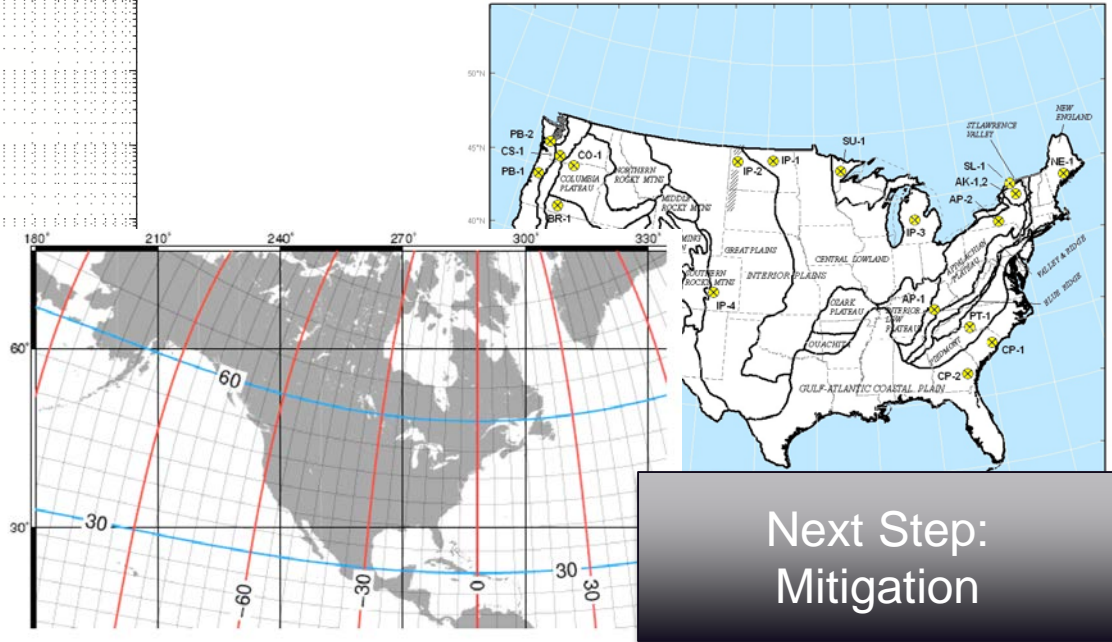 50°N
45°N
40°N
PB-2
CS-1
PB-1
CO-1
COLUMBIA
PLATEAU
BR-1
NORTHERN
ROCKY MTNS
MIDDLE
ROCKY MTNS
SOUTHERN
ROCKY MTNS
IP-4
IP-2
IP-1
SU-1
IP-3
GREAT PLAINS
INTERIOR PLAINS
CENTRAL LOWLAND
OZARK
PLATEAU
OUACHITA
INTERIOR
LOW
PLATEAU
AP-1
PT-1
CP-1
CP-2
PIEDMONT
GULF-ATLANTIC COASTAL PLAIN
APPALACHIAN
PLATEAU
VALLEY & RIDGE
BLUE RIDGE
ST LAWRENCE
VALLEY
NEW
ENGLAND
SL-1
AK-1,2
AP-2
NE-1
180° 210° 240° 270° 300° 330°
60°
30°
60
30
30
-60
-30
0
30
Next Step:
Mitigation